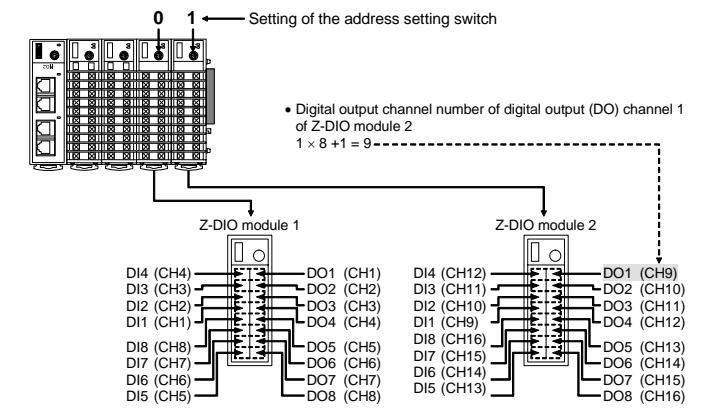 0 1 Setting of the address setting switch
COM
• Digital output channel number of digital output (DO) channel 1
of Z-DIO module 2
1 × 8 +1 = 9
Z-DIO module 1
DI4 (CH4) DO1 (CH1)
DI3 (CH3) DO2 (CH2)
DI2 (CH2) DO3 (CH3)
DI1 (CH1) DO4 (CH4)
DI8 (CH8) DO5 (CH5)
DI7 (CH7) DO6 (CH6)
DI6 (CH6) DO7 (CH7)
DI5 (CH5) DO8 (CH8)
Z-DIO module 2
DI4 (CH12) DO1 (CH9)
DI3 (CH11) DO2 (CH10)
DI2 (CH10) DO3 (CH11)
DI1 (CH9) DO4 (CH12)
DI8 (CH16) DO5 (CH13)
DI7 (CH15) DO6 (CH14)
DI6 (CH14) DO7 (CH15)
DI5 (CH13) DO8 (CH16)